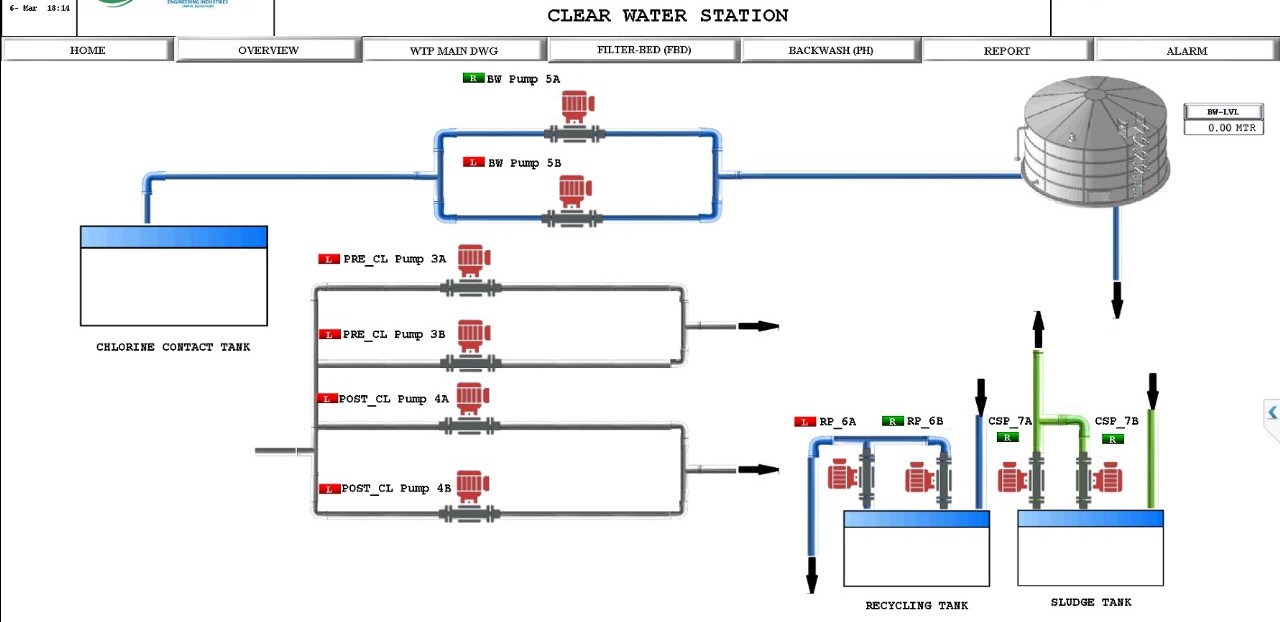 6- Mar 18:14
ENGINEERING INDUSTRIES
CLEAR WATER STATION
HOME
OVERVIEW
WTP MAIN DWG
FILTER-BED (FBD)
BACKWASH (PH)
REPORT
ALARM
R BW Pump 5A
BW-LVL
0.00 MTR
L BW Pump 5B
L PRE_CL Pump 3A
L PRE_CL Pump 3B
CHLORINE CONTACT TANK
L POST_CL Pump 4A
L RP_6A
R RP_6B
CSP_7A
R
CSP_7B
R
L POST_CL Pump 4B
RECYCLING TANK
SLUDGE TANK